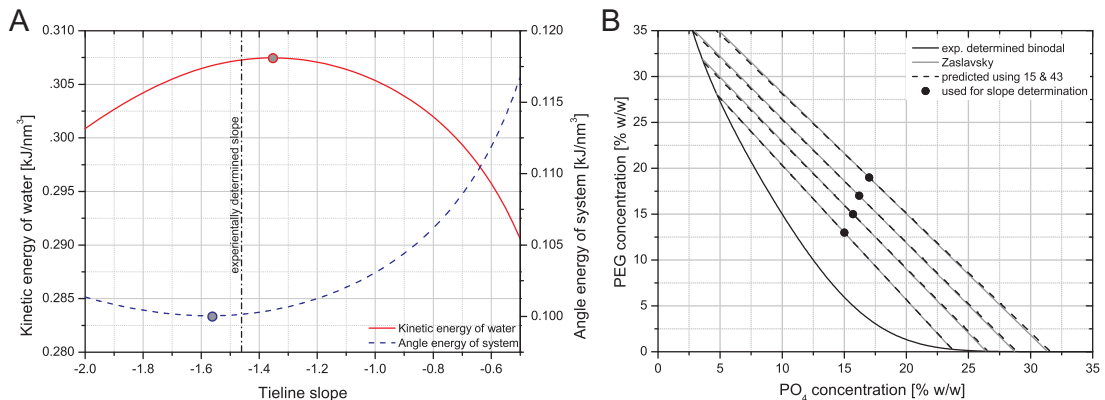 A
0.310
0.305
0.300
0.295
0.290
0.285
0.280
Kinetic energy of water [kJ/nm³]
-2.0 -1.8 -1.6 -1.4 -1.2 -1.0 -0.8 -0.6
Tieline slope
experientially determined slope
Kinetic energy of water
Angle energy of system
0.120
0.115
0.110
0.105
0.100
Angle energy of system [kJ/nm³]
B
35
30
25
20
15
10
5
0
PEG concentration [% w/w]
0 5 10 15 20 25 30 35
PO₄ concentration [% w/w]
exp. determined binodal
Zaslavsky
predicted using 15 & 43
used for slope determination